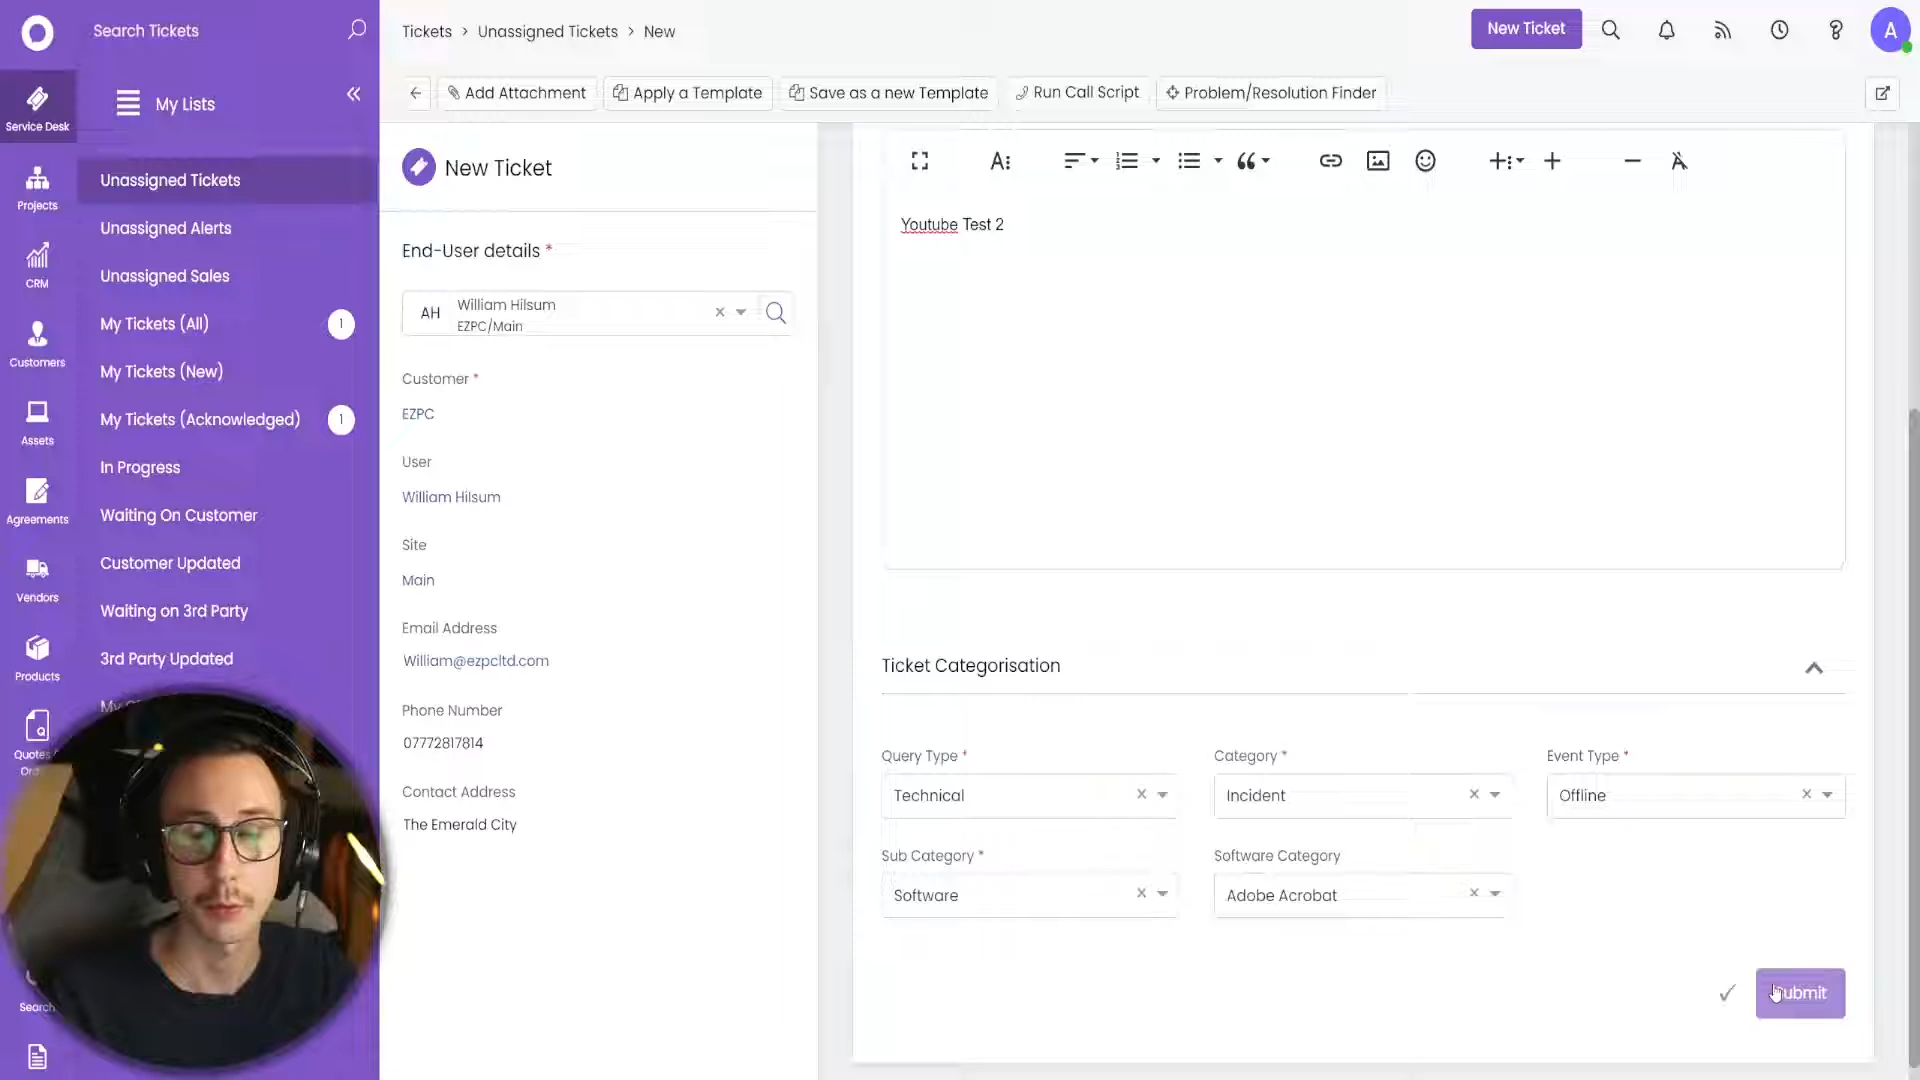 Search Tickets
Tickets > Unassigned Tickets > New
New Ticket
A
Service Desk
My Lists
Add Attachment
Apply a Template
Save as a new Template
Run Call Script
Problem/Resolution Finder
Projects
CRM
Customers
Assets
Agreements
Vendors
Products
Quotes
Search
Unassigned Tickets
Unassigned Alerts
Unassigned Sales
My Tickets (All) 1
My Tickets (New)
My Tickets (Acknowledged) 1
In Progress
Waiting On Customer
Customer Updated
Waiting on 3rd Party
3rd Party Updated
New Ticket
End-User details *
AH
William Hilsum
EZPC/Main
Customer *
EZPC
User
William Hilsum
Site
Main
Email Address
William@ezpcltd.com
Phone Number
07772817814
Contact Address
The Emerald City
Youtube Test 2
Ticket Categorisation
Query Type * Category * Event Type *
Technical Incident Offline
Sub Category * Software Category
Software Adobe Acrobat
Submit